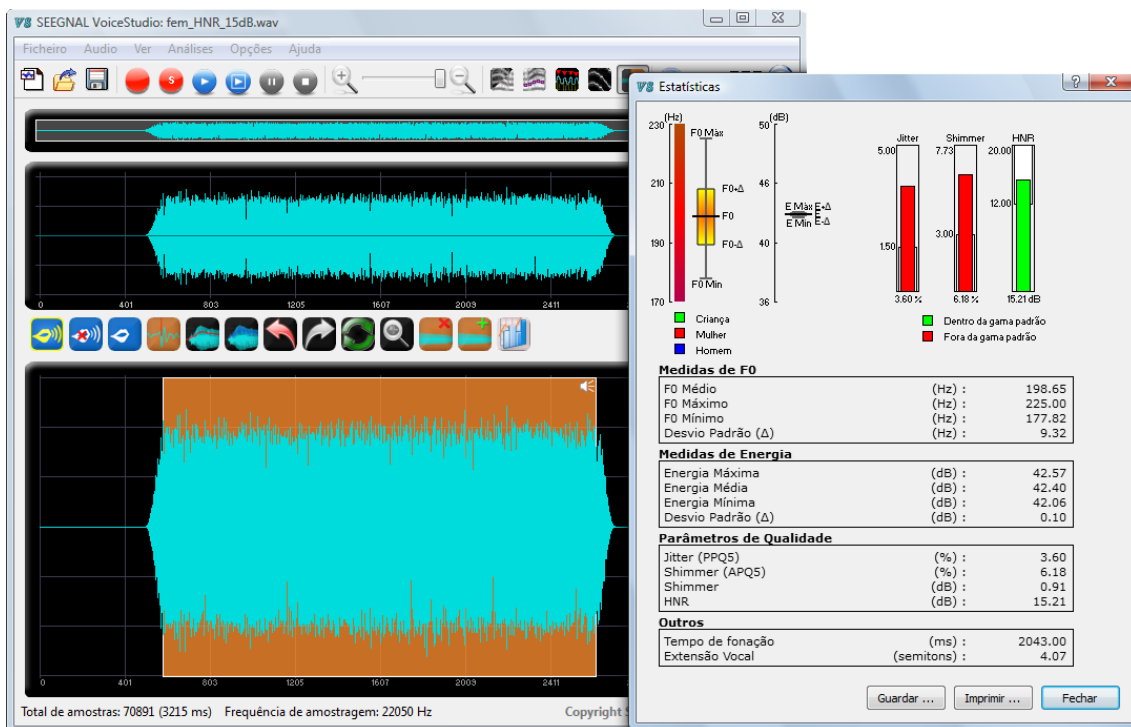 VS SEEGNAL VoiceStudio: fem_HNR_15dB.wav
Ficheiro Audio Ver Análises Opções Ajuda
S
0 401 803 1205 1607 2009 2411
0 401 803 1205 1607 2009 2411
Total de amostras: 70891 (3215 ms) Frequência de amostragem: 22050 Hz Copyright S
VS Estatísticas
(Hz)
230
210
190
170
F0 Màx
F0+Δ
F0
F0-Δ
F0 Min
(dB)
50
46
40
36
E Màx E+Δ
E
E Min E-Δ
Jitter Shimmer HNR
5.00 7.73 20.00
12.00
3.00
1.50
3.60 % 6.18 % 15.21 dB
Criança
Mulher
Homem
Dentro da gama padrão
Fora da gama padrão
Medidas de F0
F0 Médio (Hz) : 198.65
F0 Máximo (Hz) : 225.00
F0 Mínimo (Hz) : 177.82
Desvio Padrão (Δ) (Hz) : 9.32
Medidas de Energia
Energia Máxima (dB) : 42.57
Energia Média (dB) : 42.40
Energia Mínima (dB) : 42.06
Desvio Padrão (Δ) (dB) : 0.10
Parâmetros de Qualidade
Jitter (PPQ5) (%) : 3.60
Shimmer (APQ5) (%) : 6.18
Shimmer (dB) : 0.91
HNR (dB) : 15.21
Outros
Tempo de fonação (ms) : 2043.00
Extensão Vocal (semitons) : 4.07
Guardar ... Imprimir ... Fechar